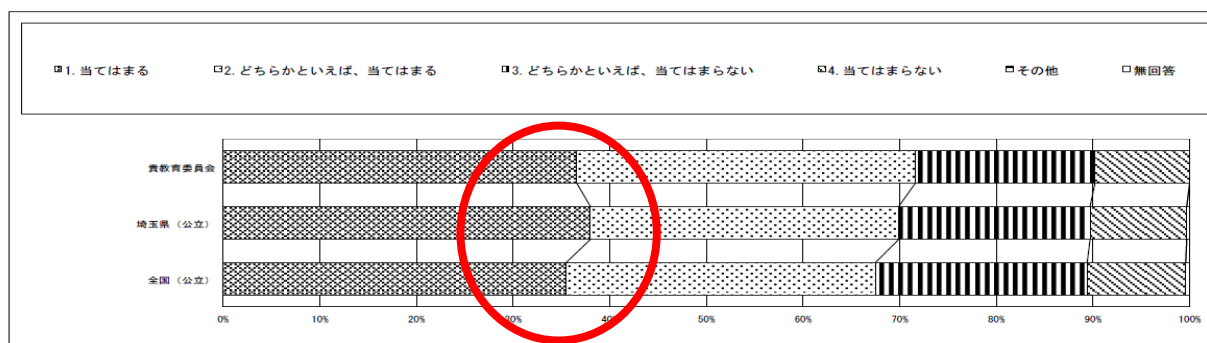 1. 当てはまる 2. どちらかといえば、当てはまる 3. どちらかといえば、当てはまらない 4. 当てはまらない その他 無回答
貴教育委員会
埼玉県（公立）
全国（公立）
0% 10% 20% 30% 40% 50% 60% 70% 80% 90% 100%